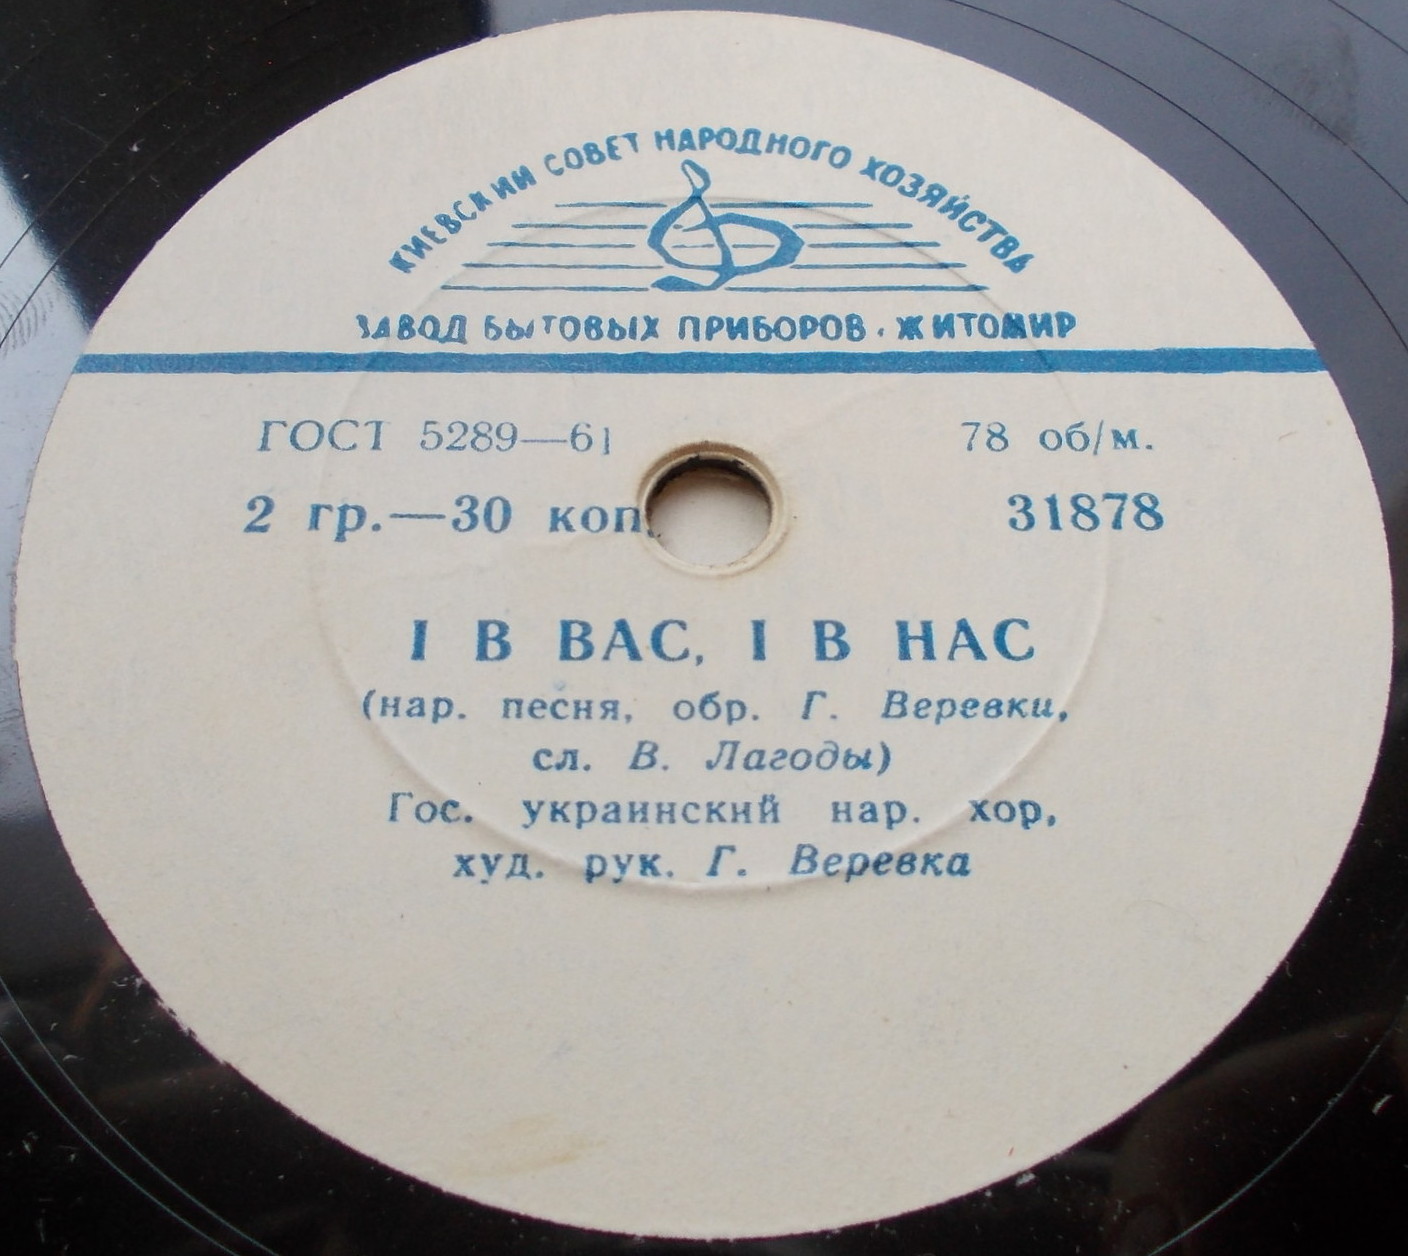 КИЕВСКИЙ СОВЕТ НАРОДНОГО ХОЗЯЙСТВА
ЗАВОД БЫТОВЫХ ПРИБОРОВ · ЖИТОМИР
ГОСТ 5289—61 78 об/м.
2 гр.—30 коп. 31878
І В ВАС, І В НАС
(нар. песня, обр. Г. Веревки,
сл. В. Лагоды)
Гос. украинский нар. хор,
худ. рук. Г. Веревка